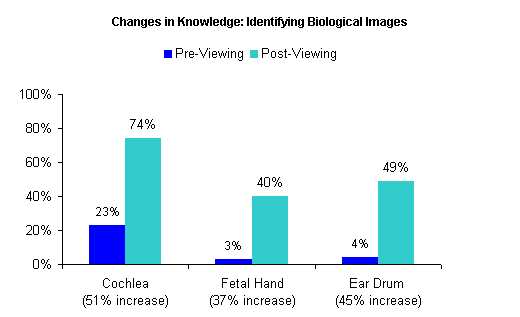 Changes in Knowledge: Identifying Biological Images
Pre-Viewing Post-Viewing
100%
80%
60%
40%
20%
0%
23%
74%
3%
40%
4%
49%
Cochlea
(51% increase)
Fetal Hand
(37% increase)
Ear Drum
(45% increase)